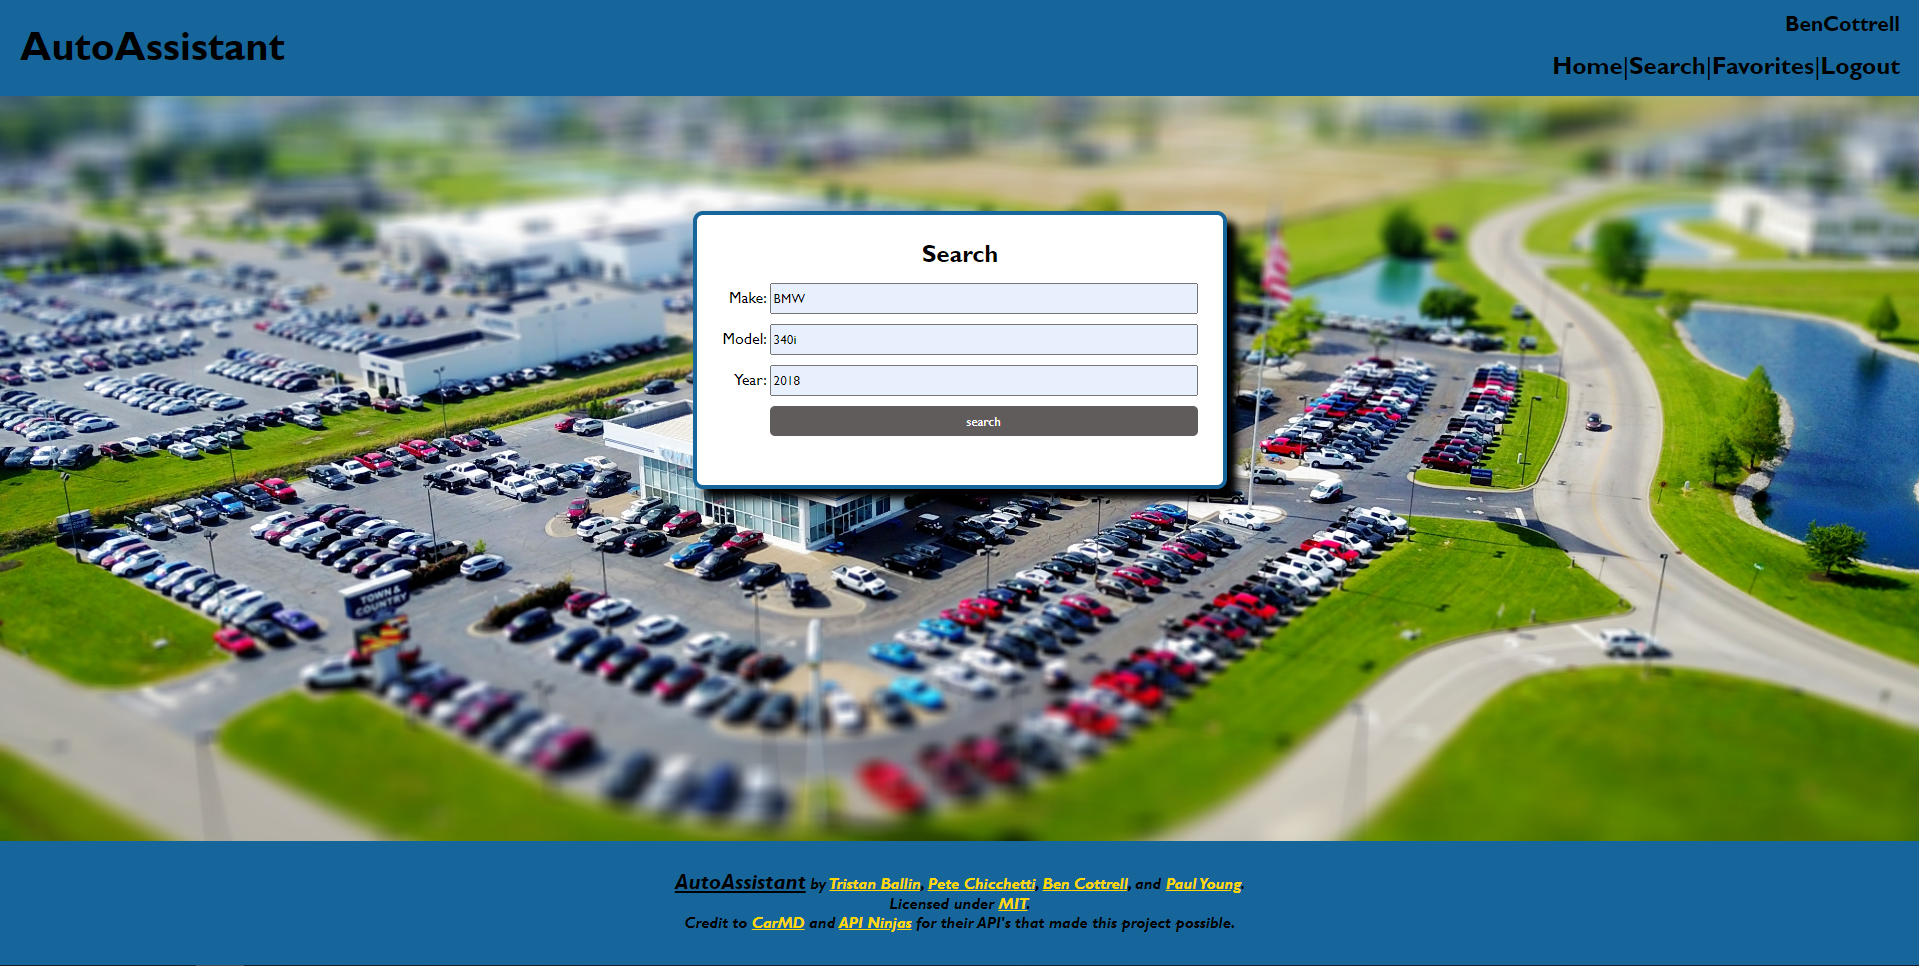 AutoAssistant
BenCottrell
Home|Search|Favorites|Logout
Search
Make: BMW
Model: 340i
Year: 2018
search
TOWN &
COUNTRY
AutoAssistant by Tristan Ballin, Pete Chicchetti, Ben Cottrell, and Paul Young.
Licensed under MIT.
Credit to CarMD and API Ninjas for their API's that made this project possible.